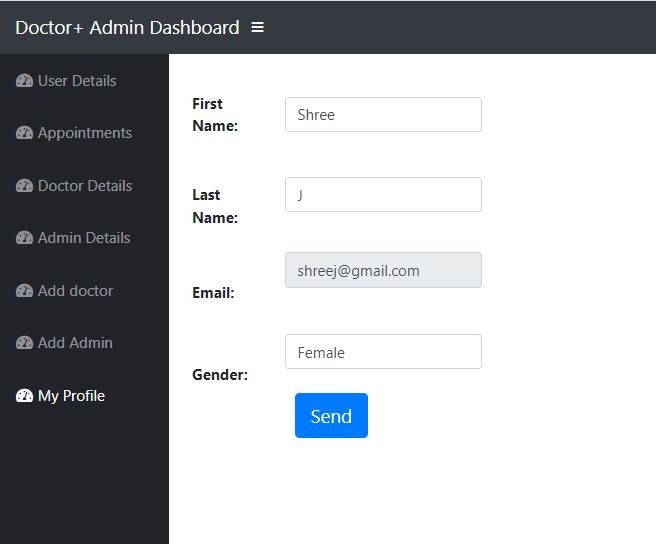 Doctor+ Admin Dashboard
User Details
Appointments
Doctor Details
Admin Details
Add doctor
Add Admin
My Profile
First
Name:
Shree
Last
Name:
J
Email:
shreej@gmail.com
Gender:
Female
Send